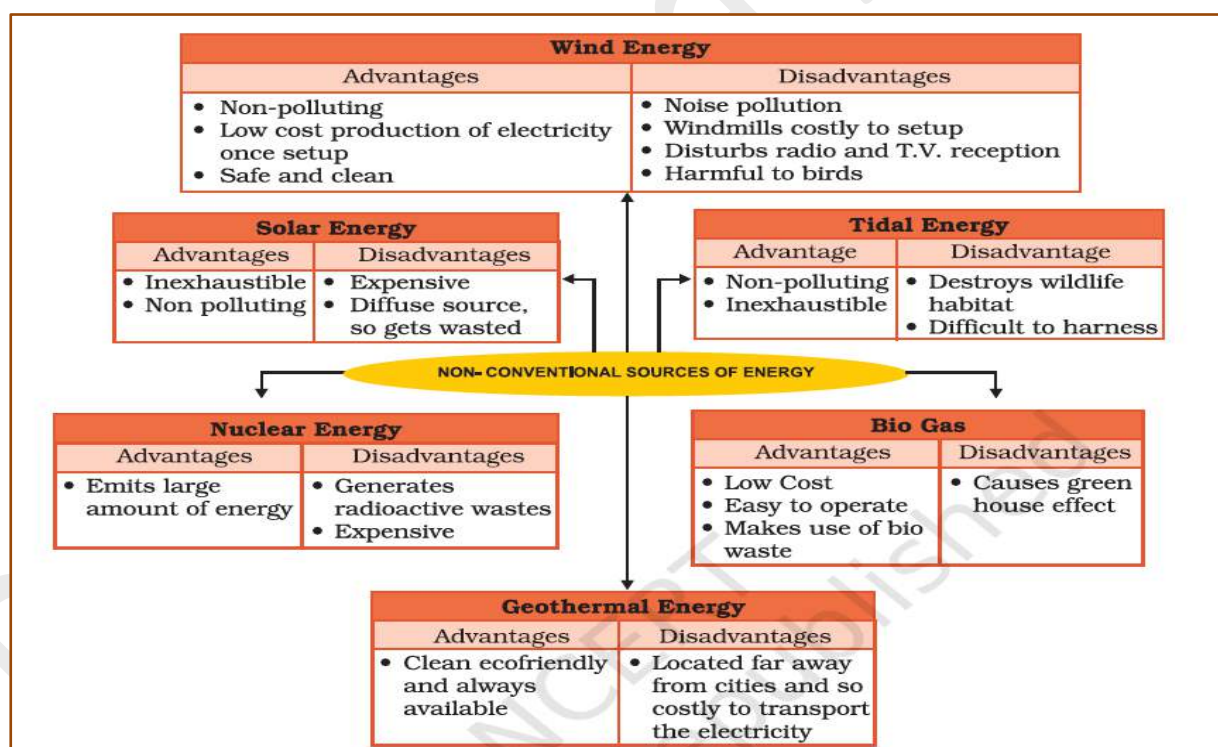 Wind Energy
Advantages
• Non-polluting
• Low cost production of electricity
once setup
• Safe and clean
Disadvantages
• Noise pollution
• Windmills costly to setup
• Disturbs radio and T.V. reception
• Harmful to birds
Solar Energy
Advantages
• Inexhaustible
• Non polluting
Disadvantages
• Expensive
• Diffuse source,
so gets wasted
Tidal Energy
Advantage
• Non-polluting
• Inexhaustible
Disadvantage
• Destroys wildlife
habitat
• Difficult to harness
NON-CONVENTIONAL SOURCES OF ENERGY
Nuclear Energy
Advantages
• Emits large
amount of energy
Disadvantages
• Generates
radioactive wastes
• Expensive
Bio Gas
Advantages
• Low Cost
• Easy to operate
• Makes use of bio
waste
Disadvantages
• Causes green
house effect
Geothermal Energy
Advantages
• Clean ecofriendly
and always
available
Disadvantages
• Located far away
from cities and so
costly to transport
the electricity
NCERT
published